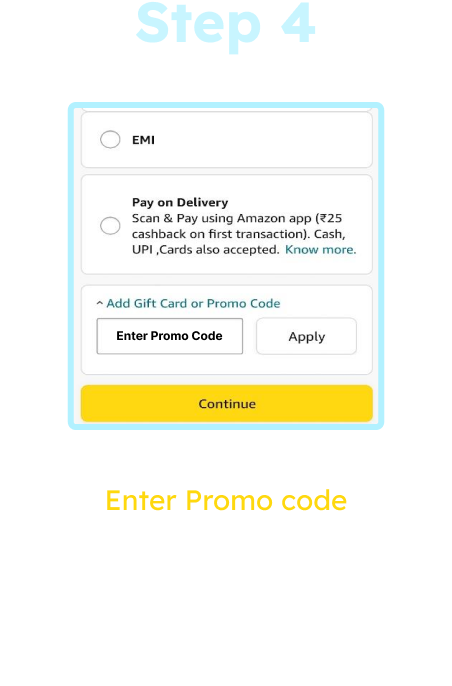 Step 4
EMI
Pay on Delivery
Scan & Pay using Amazon app (₹25
cashback on first transaction). Cash,
UPI ,Cards also accepted. Know more.
^ Add Gift Card or Promo Code
Enter Promo Code
Apply
Continue
Enter Promo code